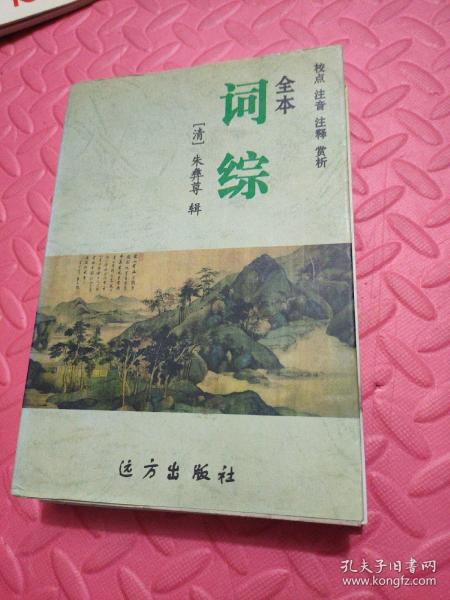 校点 注音 注释 赏析
全本
词综
［清］朱彝尊 辑
远方出版社
孔夫子旧书网
www.kongfz.com